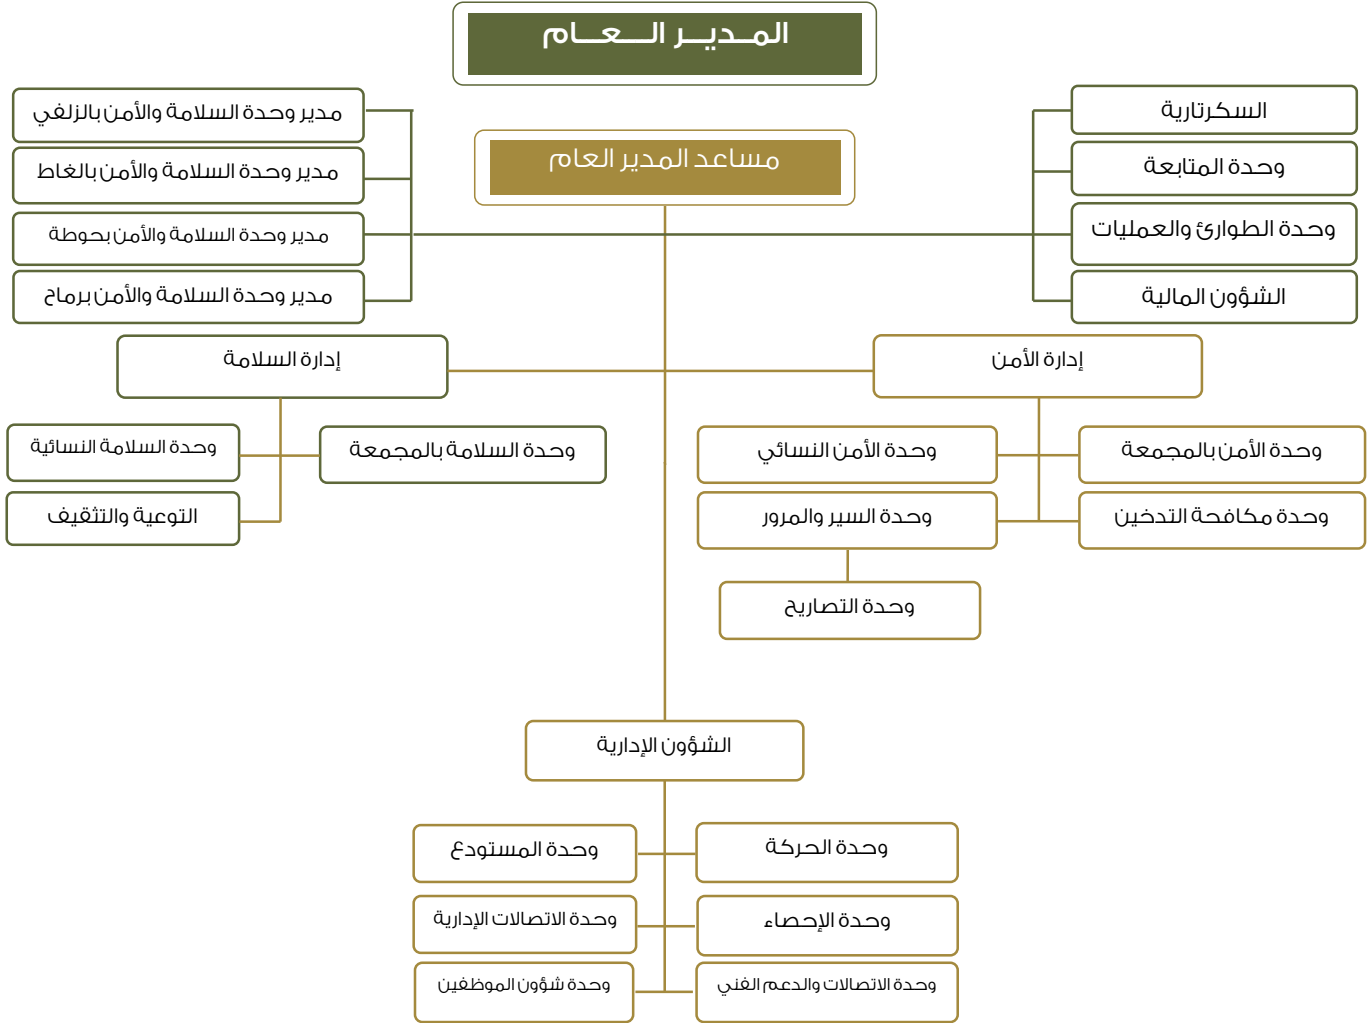 المـديـر الـعـام
مساعد المدير العام
السكرتارية
وحدة المتابعة
وحدة الطوارئ والعمليات
الشؤون المالية
مدير وحدة السلامة والأمن بالزلفي
مدير وحدة السلامة والأمن بالغاط
مدير وحدة السلامة والأمن بحوطة
مدير وحدة السلامة والأمن برماح
إدارة الأمن
إدارة السلامة
وحدة الأمن بالمجمعة
وحدة الأمن النسائي
وحدة السلامة بالمجمعة
وحدة السلامة النسائية
وحدة مكافحة التدخين
وحدة السير والمرور
التوعية والتثقيف
وحدة التصاريح
الشؤون الإدارية
وحدة الحركة
وحدة المستودع
وحدة الإحصاء
وحدة الاتصالات الإدارية
وحدة الاتصالات والدعم الفني
وحدة شؤون الموظفين